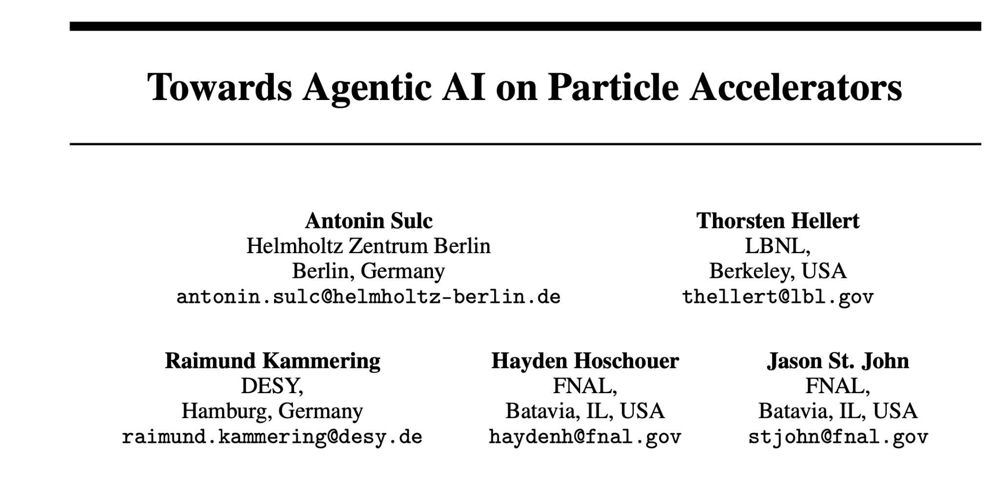 Towards Agentic AI on Particle Accelerators
Antonin Sulc
Helmholtz Zentrum Berlin
Berlin, Germany
antonin.sulc@helmholtz-berlin.de
Thorsten Hellert
LBNL,
Berkeley, USA
thellert@lbl.gov
Raimund Kammering
DESY,
Hamburg, Germany
raimund.kammering@desy.de
Hayden Hoschouer
FNAL,
Batavia, IL, USA
haydenh@fnal.gov
Jason St. John
FNAL,
Batavia, IL, USA
stjohn@fnal.gov